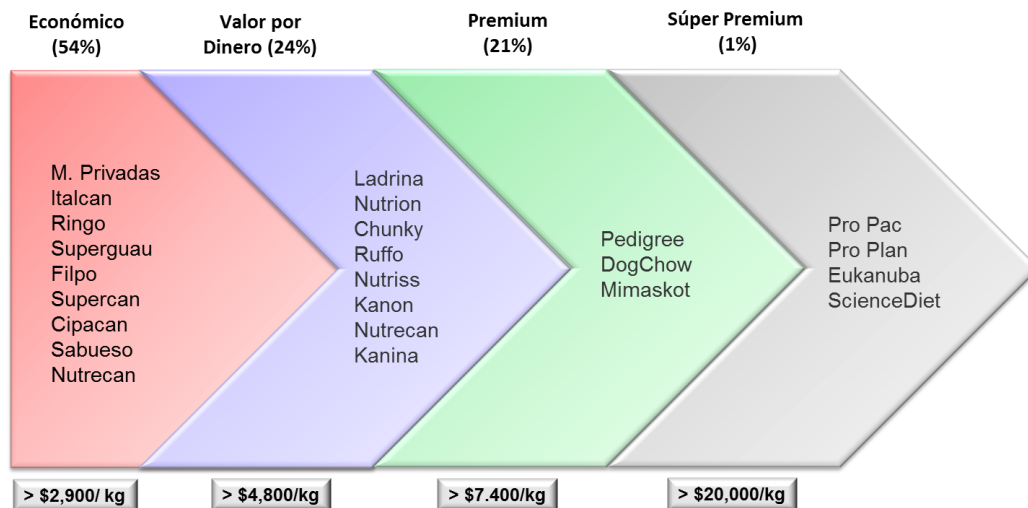 Económico
(54%)
Valor por
Dinero (24%)
Premium
(21%)
Súper Premium
(1%)
M. Privadas
Italcan
Ringo
Superguau
Filpo
Supercan
Cipacan
Sabueso
Nutrecan
Ladrina
Nutrion
Chunky
Ruffo
Nutriss
Kanon
Nutrecan
Kanina
Pedigree
DogChow
Mimaskot
Pro Pac
Pro Plan
Eukanuba
ScienceDiet
> $2,900/ kg
> $4,800/kg
> $7.400/kg
> $20,000/kg